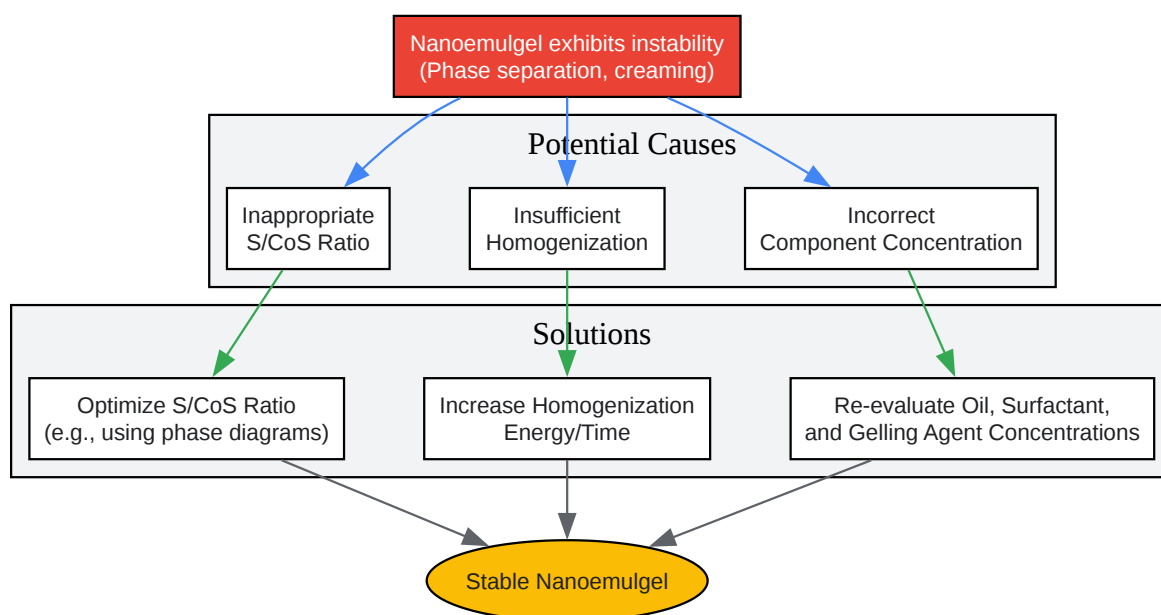 Nanoemulgel exhibits instability
(Phase separation, creaming)
Potential Causes
Inappropriate
S/CoS Ratio
Insufficient
Homogenization
Incorrect
Component Concentration
Solutions
Optimize S/CoS Ratio
(e.g., using phase diagrams)
Increase Homogenization
Energy/Time
Re-evaluate Oil, Surfactant,
and Gelling Agent Concentrations
Stable Nanoemulgel